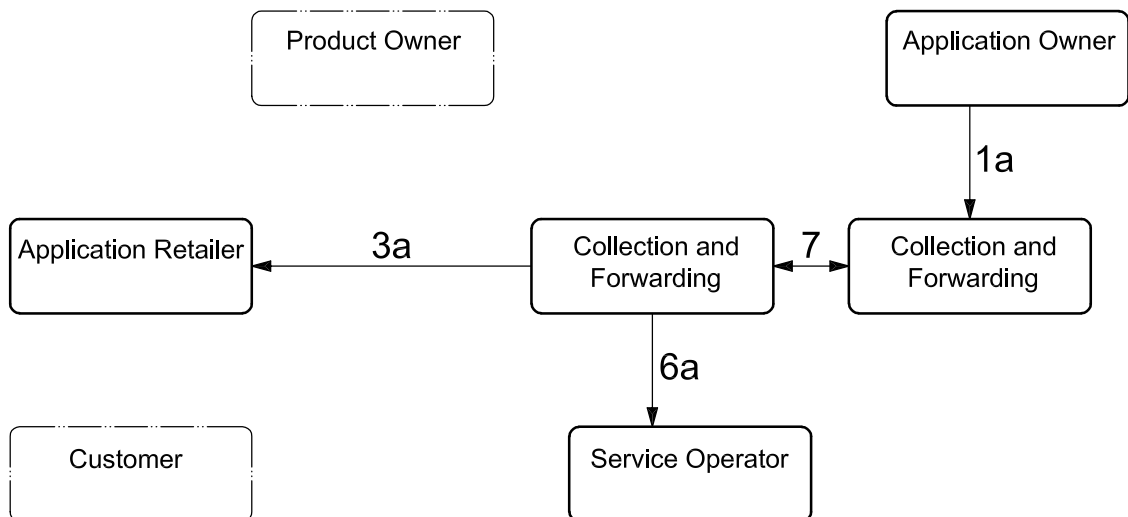 Product Owner
Application Owner
1a
Application Retailer
3a
Collection and
Forwarding
7
Collection and
Forwarding
6a
Customer
Service Operator